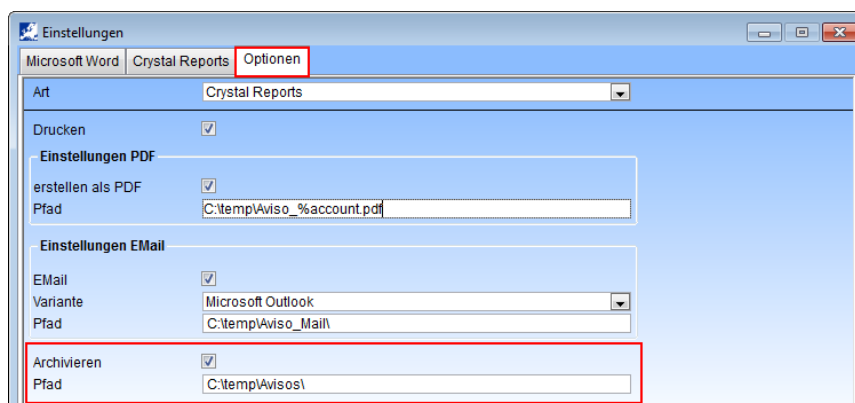 Einstellungen
Microsoft Word Crystal Reports Optionen
Art Crystal Reports
Drucken
Einstellungen PDF
erstellen als PDF
Pfad C:\temp\Aviso_%account.pdf
Einstellungen EMail
EMail
Variante Microsoft Outlook
Pfad C:\temp\Aviso_Mail\
Archivieren
Pfad C:\temp\Avisos\